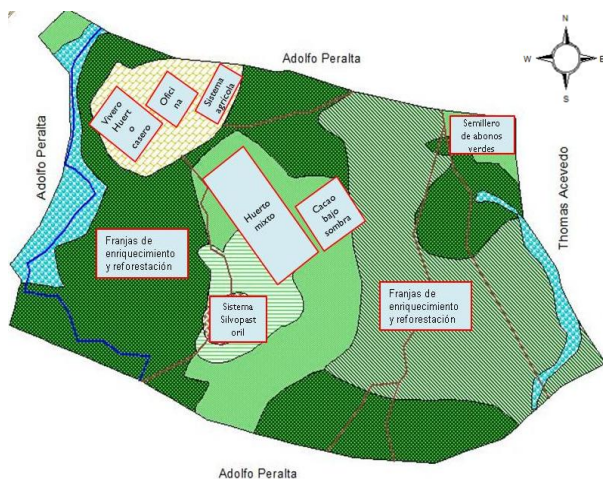 Adolfo Peralta
N
W
E
S
Adolfo Peralta
Thomas Acevedo
Vivero
Huert
o
casero
Ofici
na
Sistema
agrícola
Semillero
de abonos
verdes
Huerto
mixto
Cacao
bajo
sombra
Franjas de
enriquecimiento
y reforestación
Sistema
Silvopast
oril
Franjas de
enriquecimiento
y reforestación
Adolfo Peralta